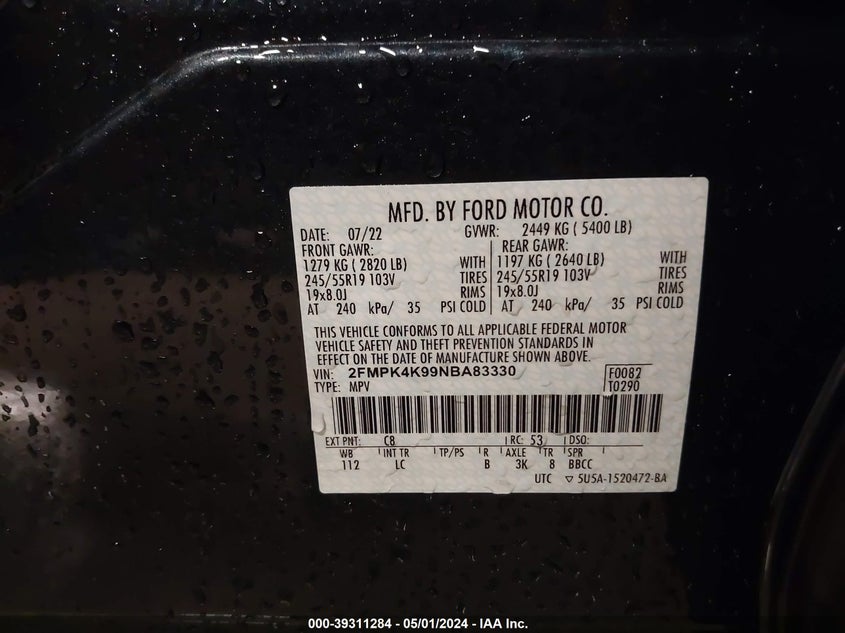 MFD. BY FORD MOTOR CO.
DATE: 07/22 GVWR: 2449 KG ( 5400 LB)
FRONT GAWR: REAR GAWR:
1279 KG ( 2820 LB) WITH 1197 KG ( 2640 LB) WITH
245/55R19 103V TIRES 245/55R19 103V TIRES
19x8.0J RIMS 19x8.0J RIMS
AT 240 kPa/ 35 PSI COLD AT 240 kPa/ 35 PSI COLD
THIS VEHICLE CONFORMS TO ALL APPLICABLE FEDERAL MOTOR
VEHICLE SAFETY AND THEFT PREVENTION STANDARDS IN
EFFECT ON THE DATE OF MANUFACTURE SHOWN ABOVE.
VIN: 2FMPK4K99NBA83330 F0082
TYPE: MPV T0290
EXT PNT: C8 RC: 53 DSO:
WB INT TR TP/PS R AXLE TR SPR
112 LC B 3K 8 BBCC
UTC ▽ 5U5A-1520472-BA
000-39311284 - 05/01/2024 - IAA Inc.